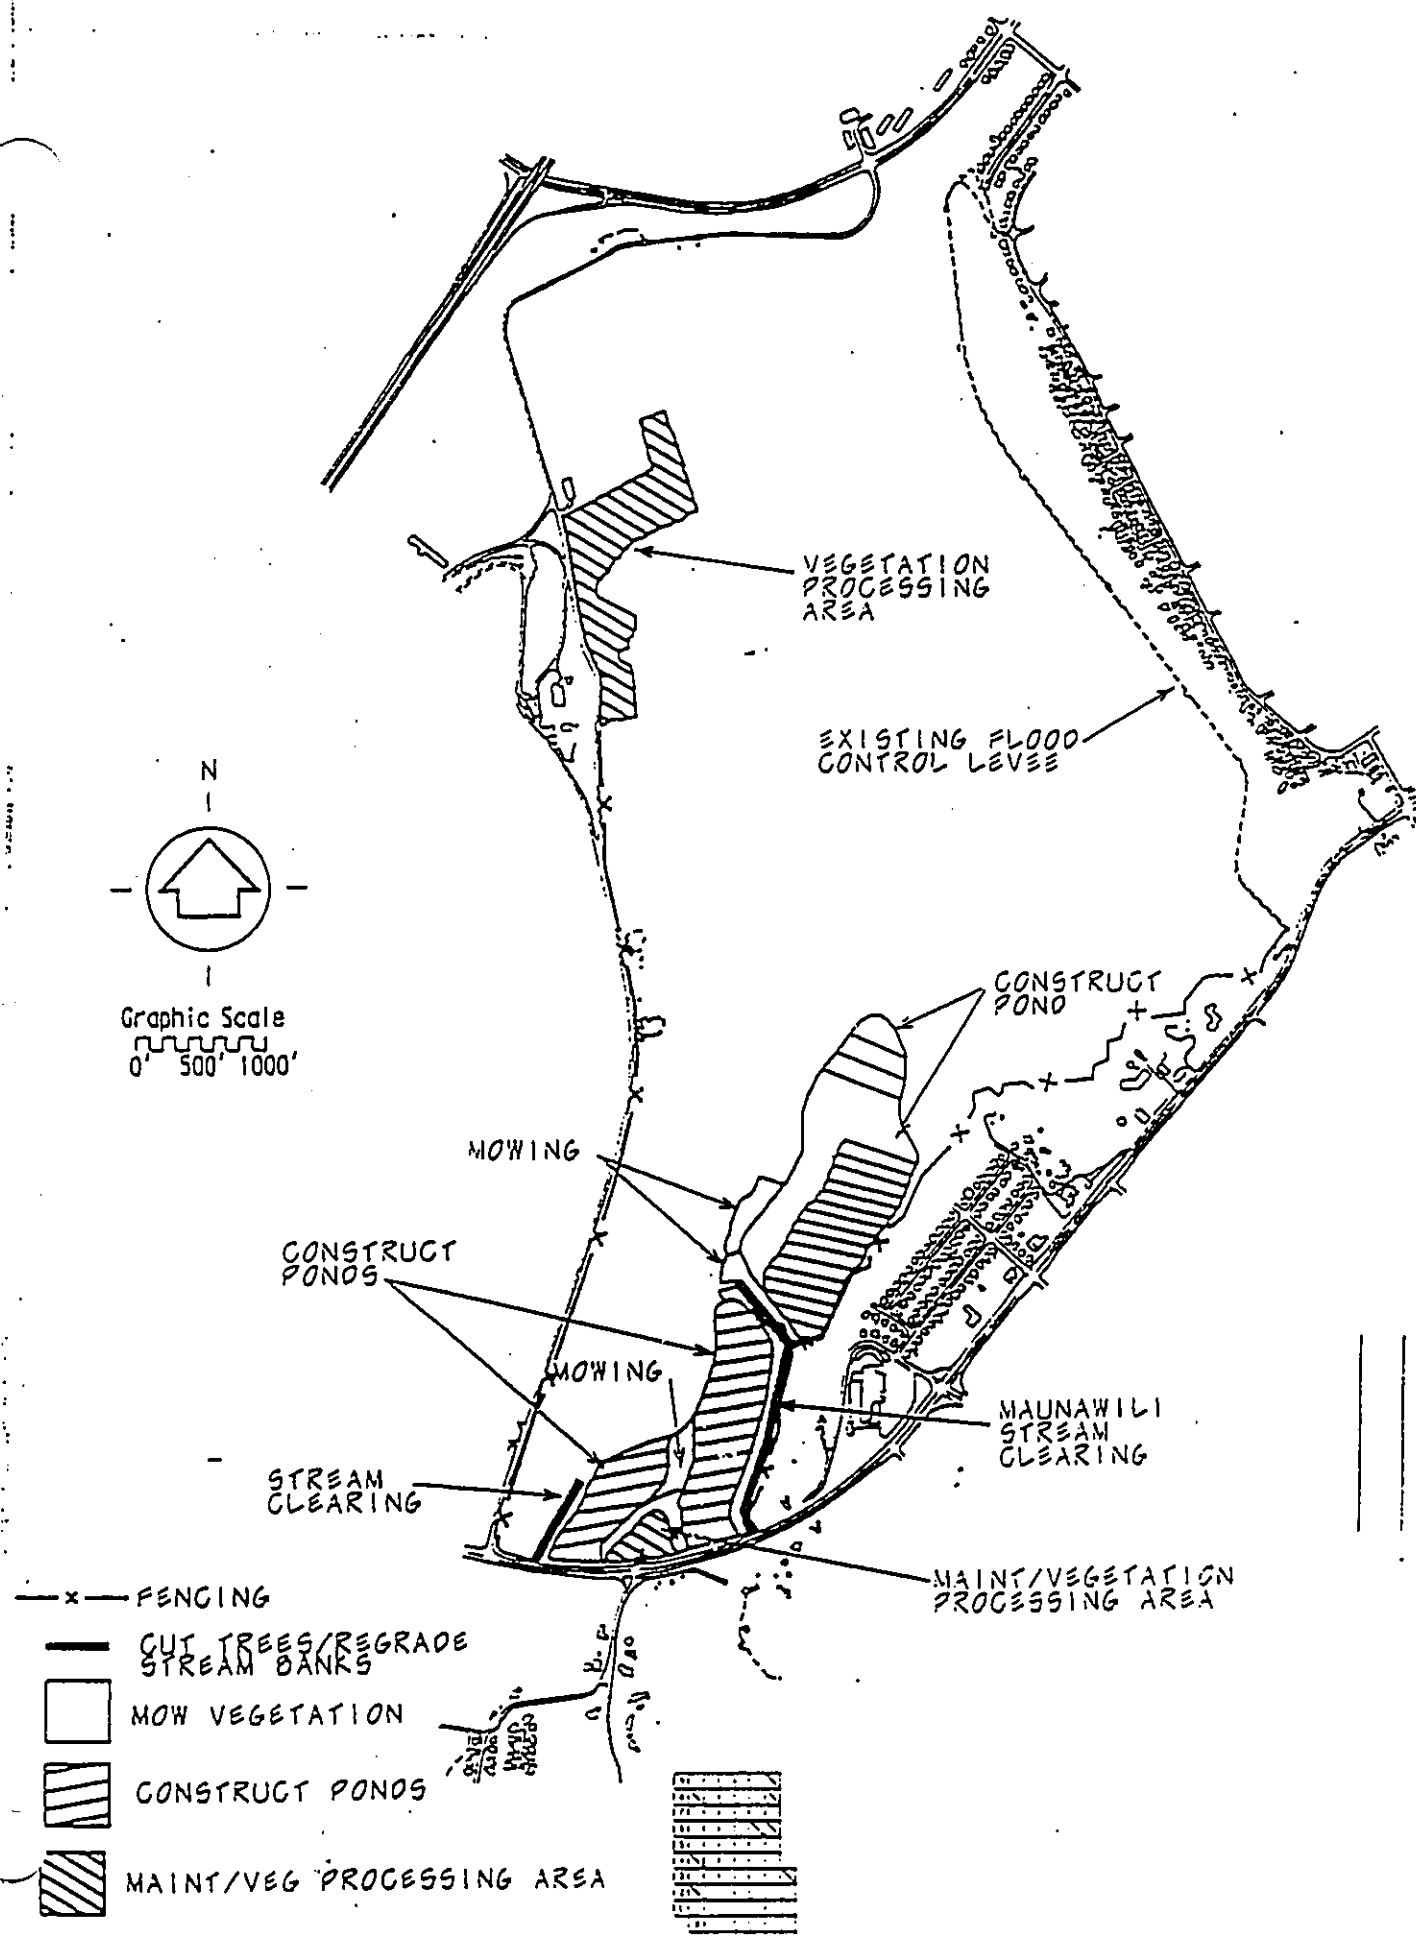 VEGETATION
PROCESSING
AREA
EXISTING FLOOD
CONTROL LEVEE
N
Graphic Scale
0' 500' 1000'
CONSTRUCT
POND
MOWING
CONSTRUCT
PONDS
MOWING
MAUNAWILI
STREAM
CLEARING
STREAM
CLEARING
MAINT/VEGETATION
PROCESSING AREA
FENCING
CUT TREES/REGRADE
STREAM BANKS
MOW VEGETATION
CONSTRUCT PONDS
MAINT/VEG PROCESSING AREA